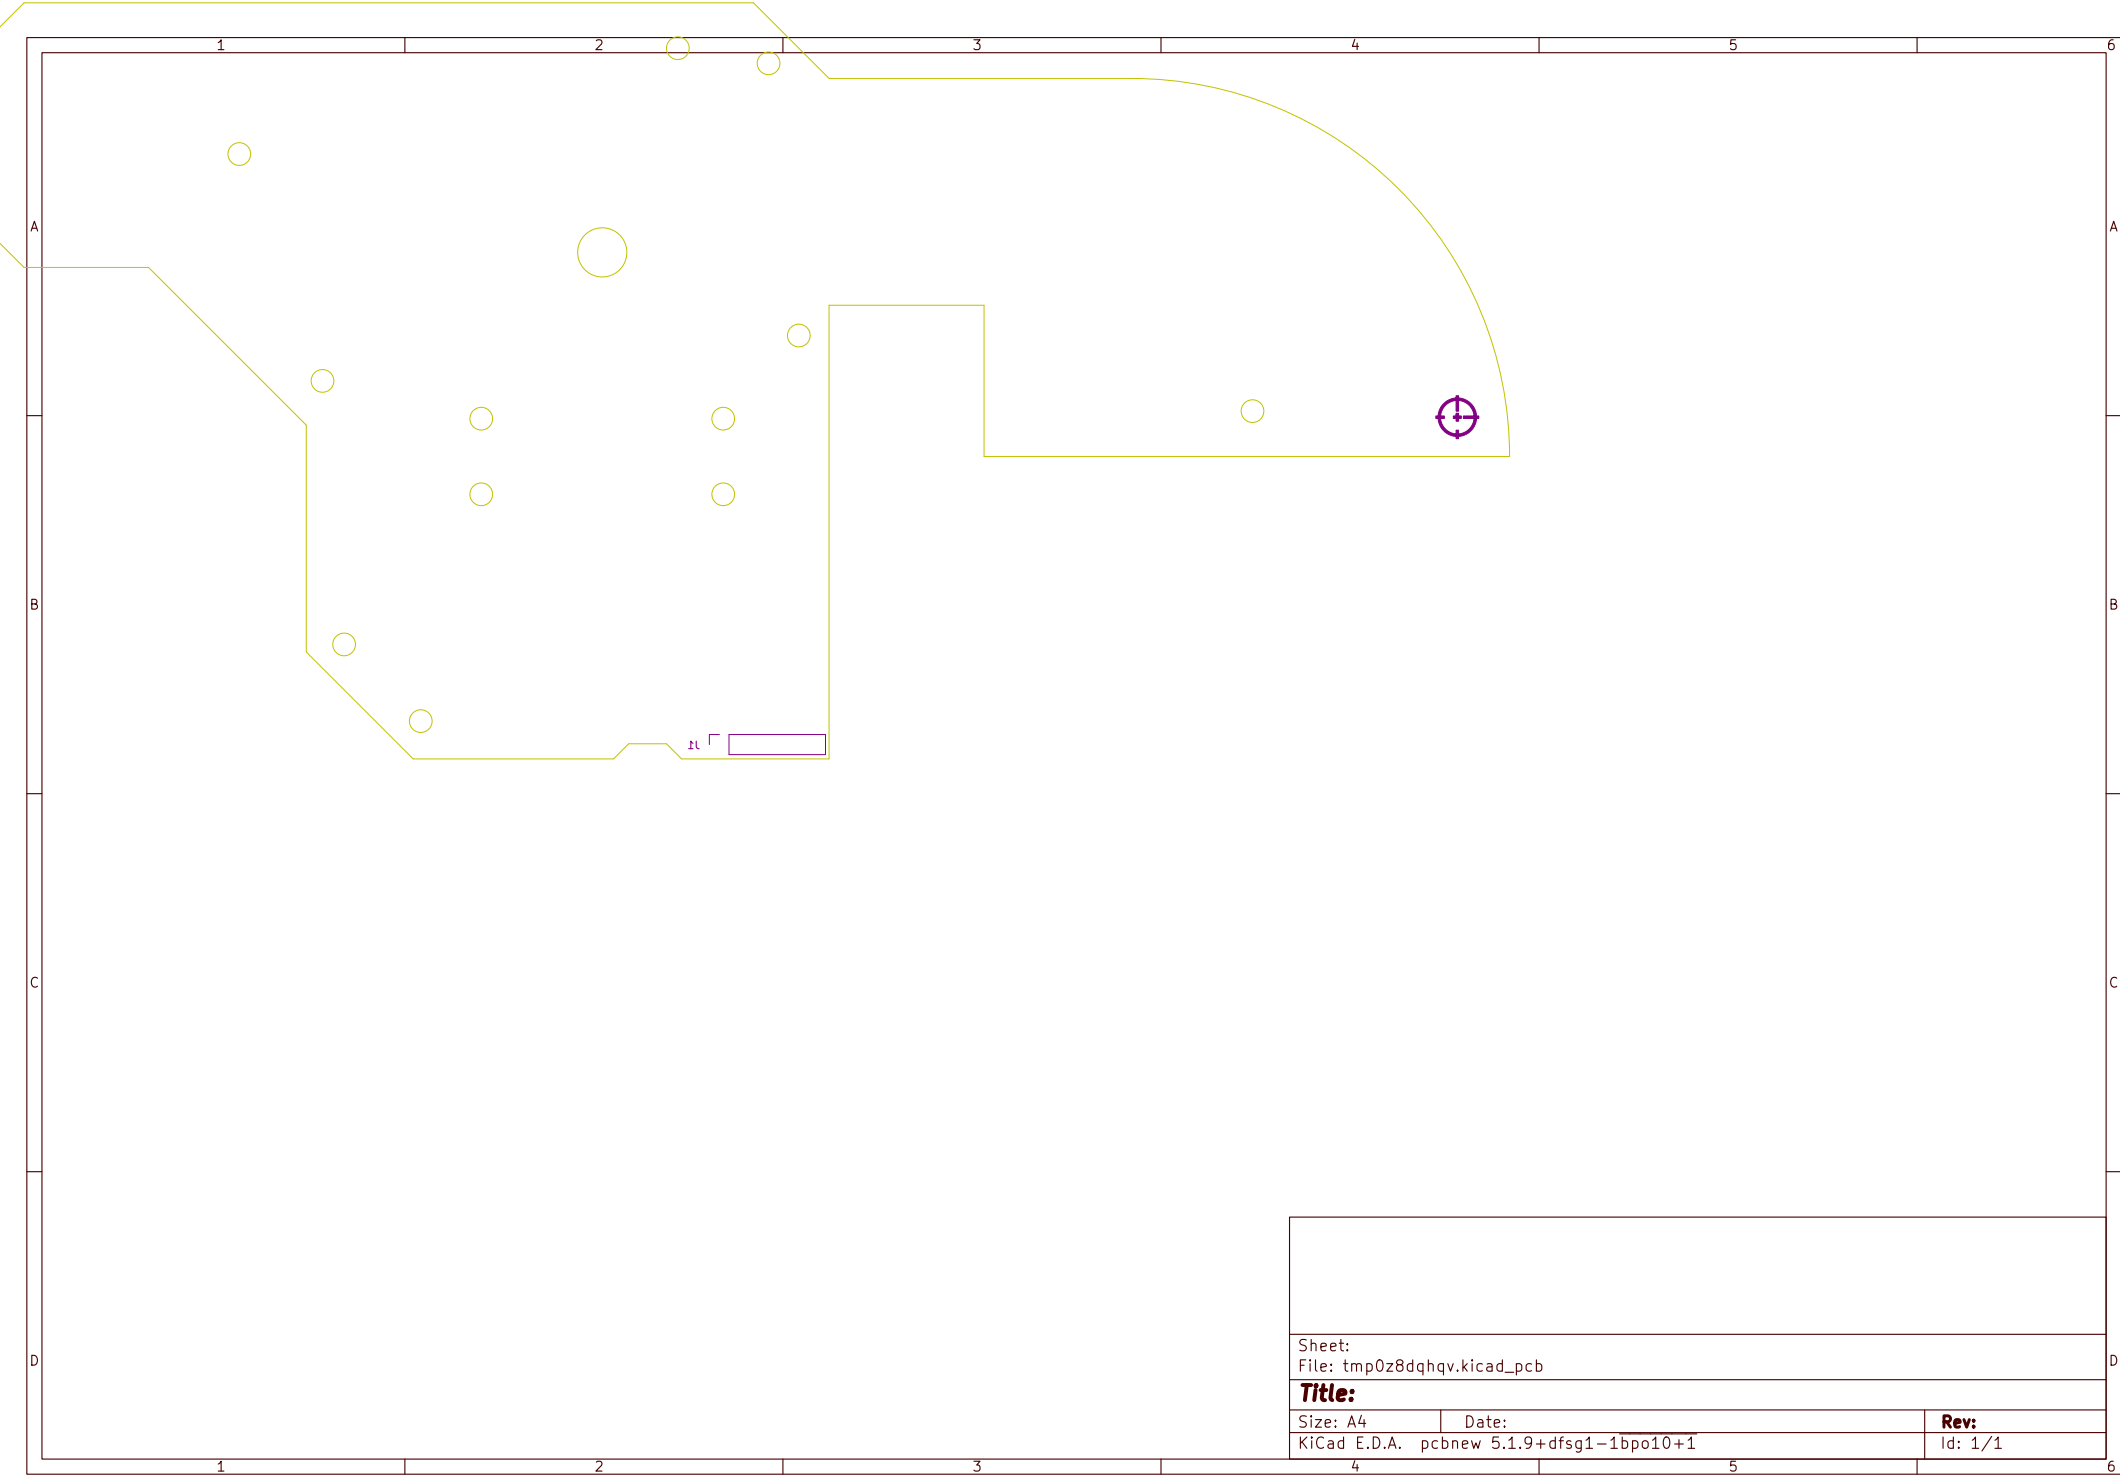 1 2 3 4 5 6
A A
J1
B B
C C
Sheet:
File: tmp0z8dqhqv.kicad_pcb
D D
Title:
Size: A4 Date: Rev:
KiCad E.D.A. pcbnew 5.1.9+dfsg1-1bpo10+1 Id: 1/1
1 2 3 4 5 6